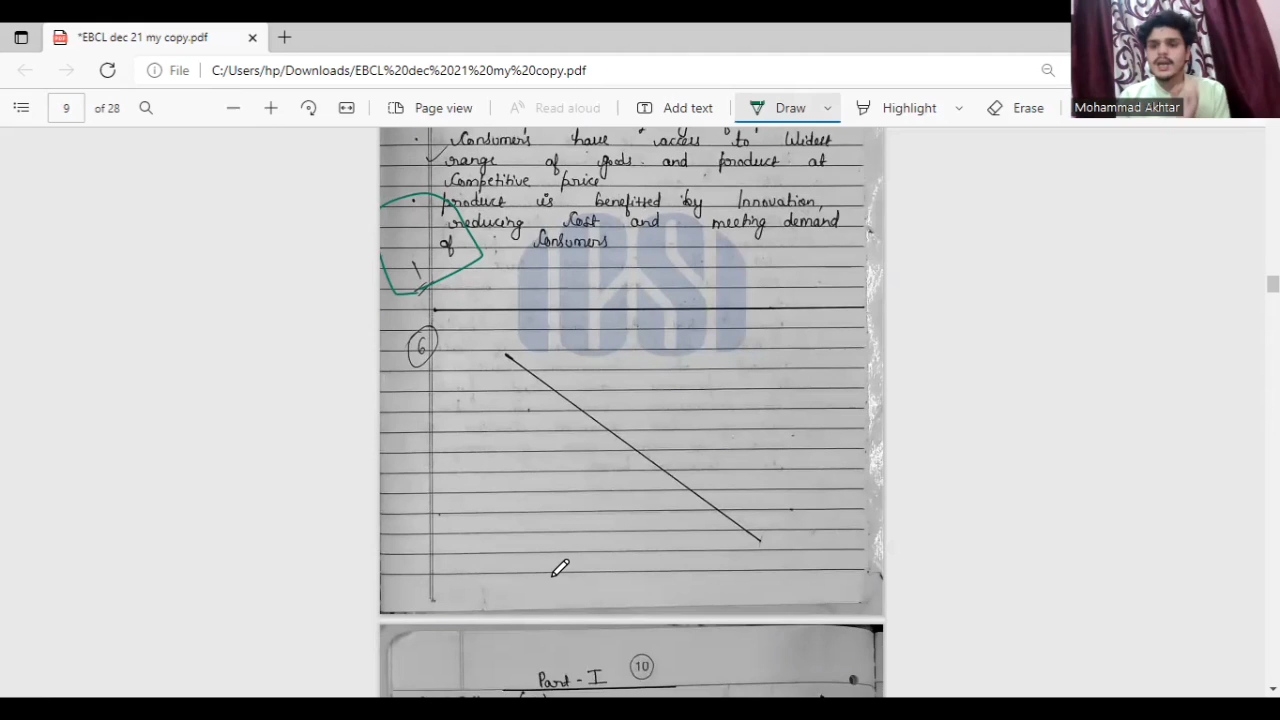 *EBCL dec 21 my copy.pdf
File
C:/Users/hp/Downloads/EBCL%20dec%2021%20my%20copy.pdf
9 of 28
Page view
Read aloud
Add text
Draw
Highlight
Erase
Mohammad Akhtar
Consumers have access to widest
range of goods and product at
Competitive price
product is benefitted by Innovation,
reducing Cost and meeting demand
of Consumers
1
ICSI
6
10
Part - I